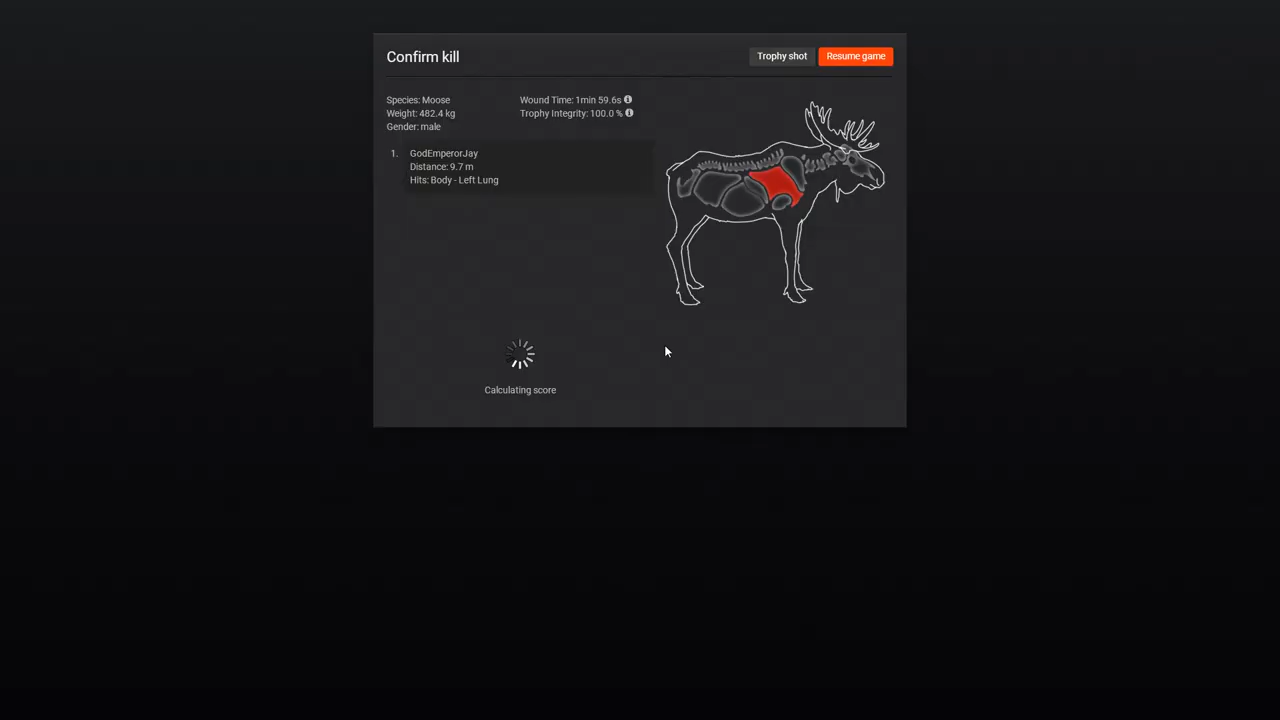 Confirm kill
Trophy shot
Resume game
Species: Moose
Weight: 482.4 kg
Gender: male
Wound Time: 1min 59.6s
Trophy Integrity: 100.0 %
1. GodEmperorJay
Distance: 9.7 m
Hits: Body - Left Lung
Calculating score